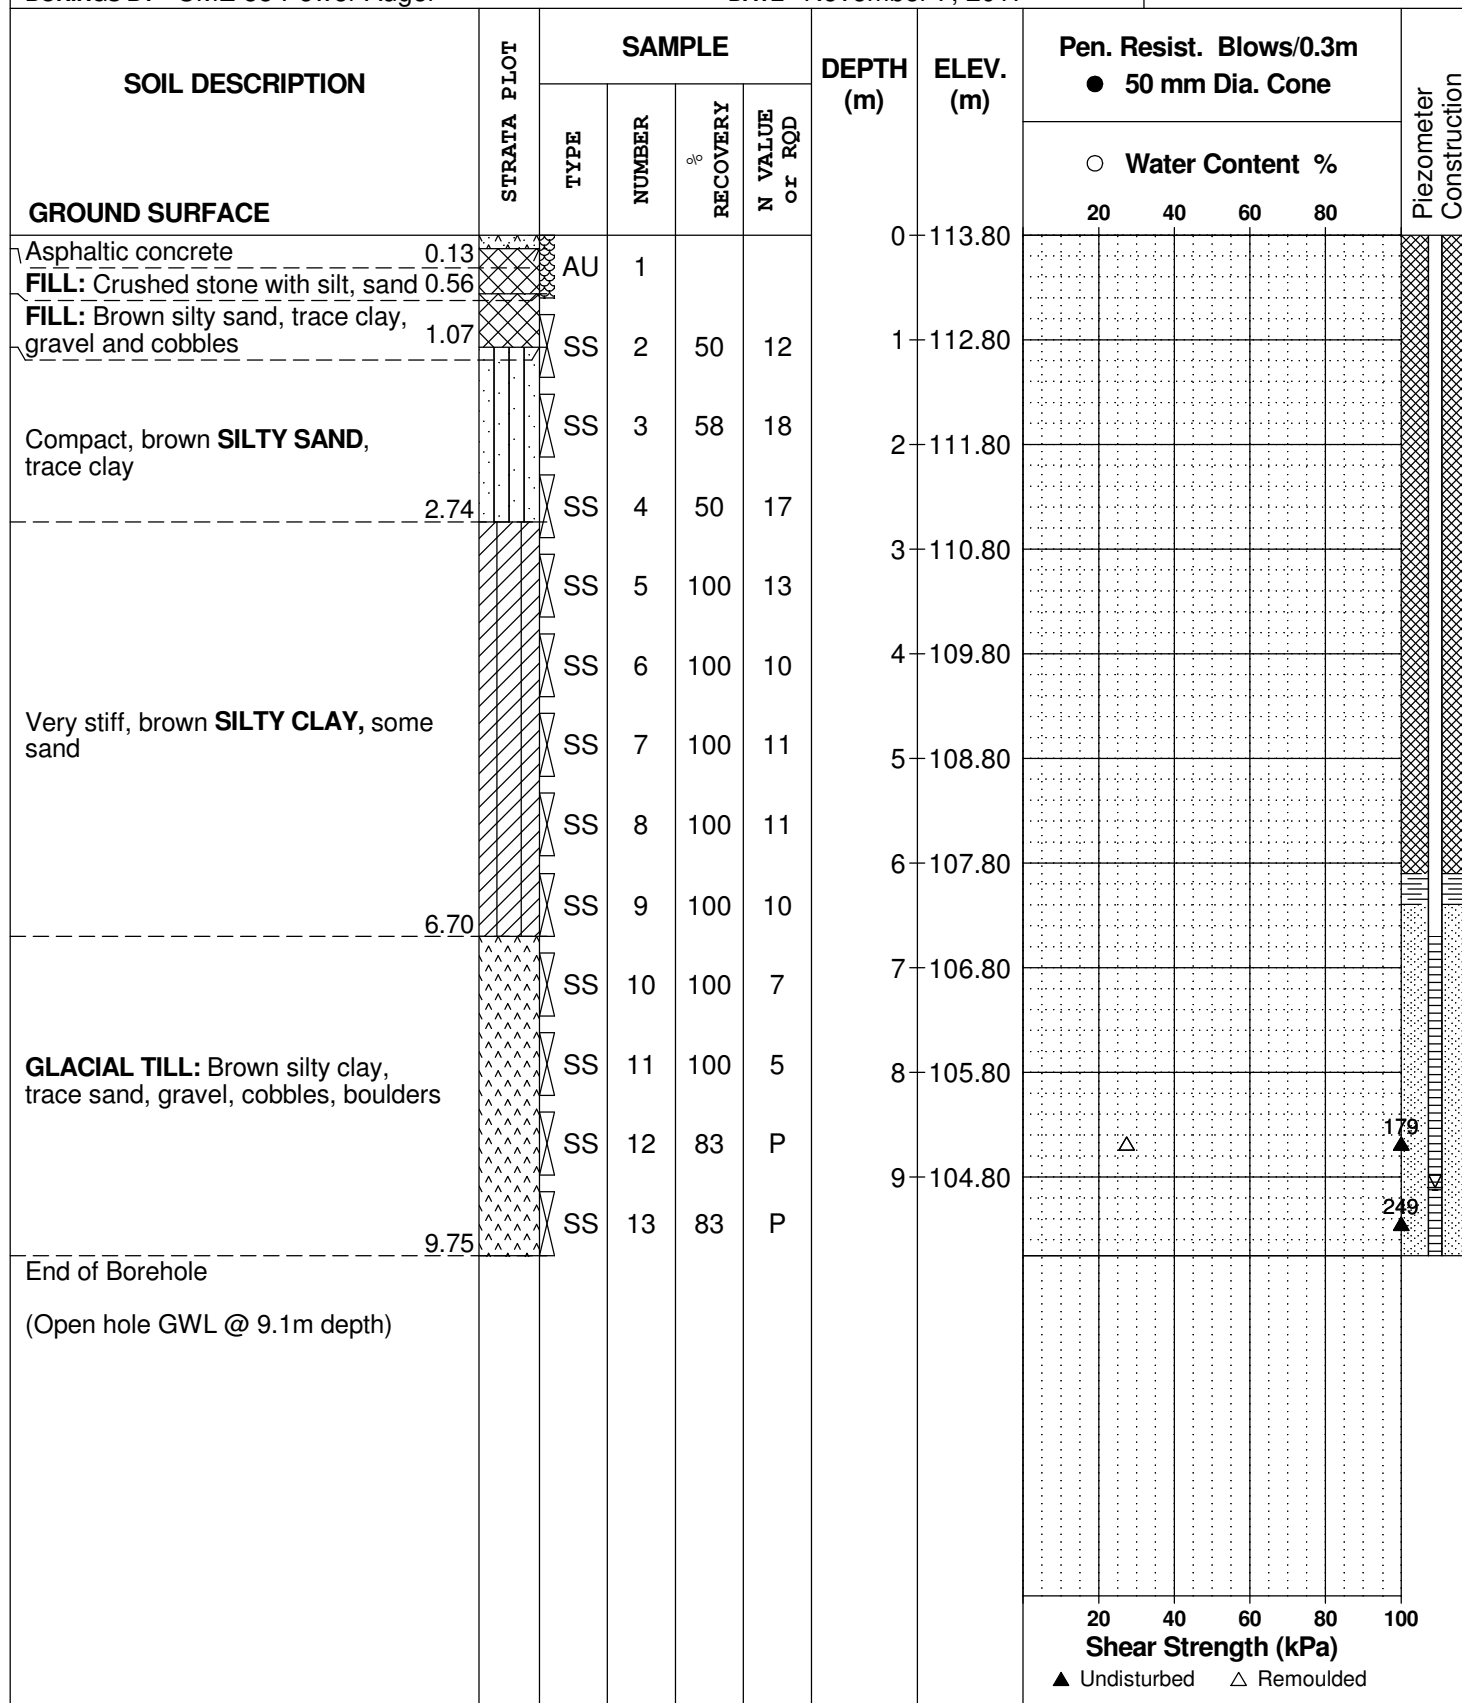 SOIL DESCRIPTION
GROUND SURFACE
STRATA PLOT
SAMPLE
TYPE
NUMBER
% RECOVERY
N VALUE
or RQD
DEPTH
(m)
ELEV.
(m)
Pen. Resist. Blows/0.3m
● 50 mm Dia. Cone
○ Water Content %
20 40 60 80
Piezometer
Construction
0 113.80
Asphaltic concrete 0.13
AU 1
FILL: Crushed stone with silt, sand 0.56
FILL: Brown silty sand, trace clay,
gravel and cobbles 1.07
1 112.80
SS 2 50 12
SS 3 58 18
Compact, brown SILTY SAND,
trace clay
2 111.80
2.74
SS 4 50 17
3 110.80
SS 5 100 13
4 109.80
SS 6 100 10
Very stiff, brown SILTY CLAY, some
sand
SS 7 100 11
5 108.80
SS 8 100 11
6 107.80
SS 9 100 10
6.70
7 106.80
SS 10 100 7
GLACIAL TILL: Brown silty clay,
trace sand, gravel, cobbles, boulders
SS 11 100 5
8 105.80
179
SS 12 83 P
9 104.80
249
SS 13 83 P
9.75
End of Borehole
(Open hole GWL @ 9.1m depth)
20 40 60 80 100
Shear Strength (kPa)
▲ Undisturbed △ Remoulded